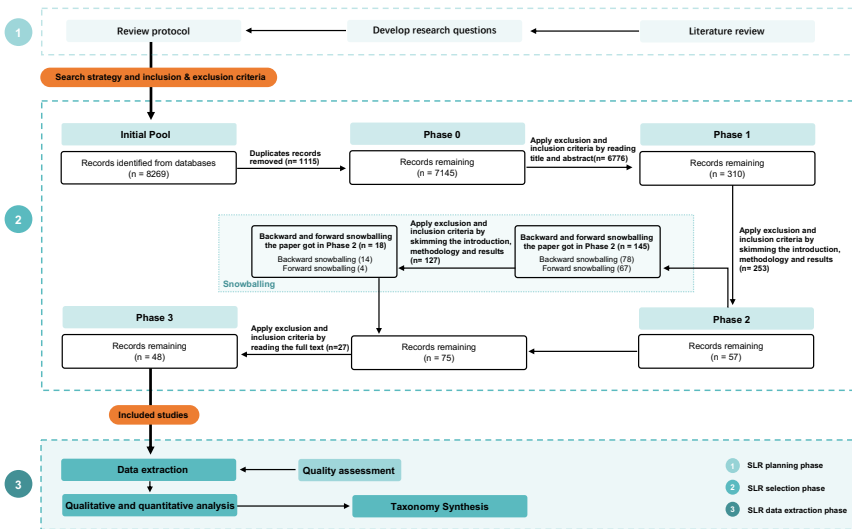 1
Review protocol
Develop research questions
Literature review
Search strategy and inclusion & exclusion criteria
2
Initial Pool
Records identified from databases
(n = 8269)
Duplicates records
removed (n= 1115)
Phase 0
Records remaining
(n = 7145)
Apply exclusion and
inclusion criteria by reading
title and abstract(n= 6776)
Phase 1
Records remaining
(n = 310)
Apply exclusion and
inclusion criteria by
skimming the introduction,
methodology and results
(n= 253)
Backward and forward snowballing
the paper got in Phase 2 (n = 145)
Backward snowballing (78)
Forward snowballing (67)
Apply exclusion and
inclusion criteria by
skimming the introduction,
methodology and results
(n= 127)
Backward and forward snowballing
the paper got in Phase 2 (n = 18)
Backward snowballing (14)
Forward snowballing (4)
Snowballing
Phase 2
Records remaining
(n = 57)
Records remaining
(n = 75)
Apply exclusion and
inclusion criteria by
reading the full text (n=27)
Phase 3
Records remaining
(n = 48)
Included studies
3
Data extraction
Quality assessment
Qualitative and quantitative analysis
Taxonomy Synthesis
1 SLR planning phase
2 SLR selection phase
3 SLR data extraction phase